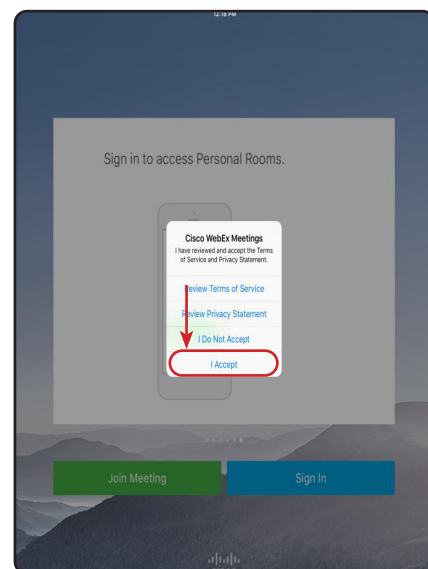 12:18 PM
Sign in to access Personal Rooms.
Cisco WebEx Meetings
I have reviewed and accept the Terms
of Service and Privacy Statement.
Review Terms of Service
Review Privacy Statement
I Do Not Accept
I Accept
Join Meeting
Sign In